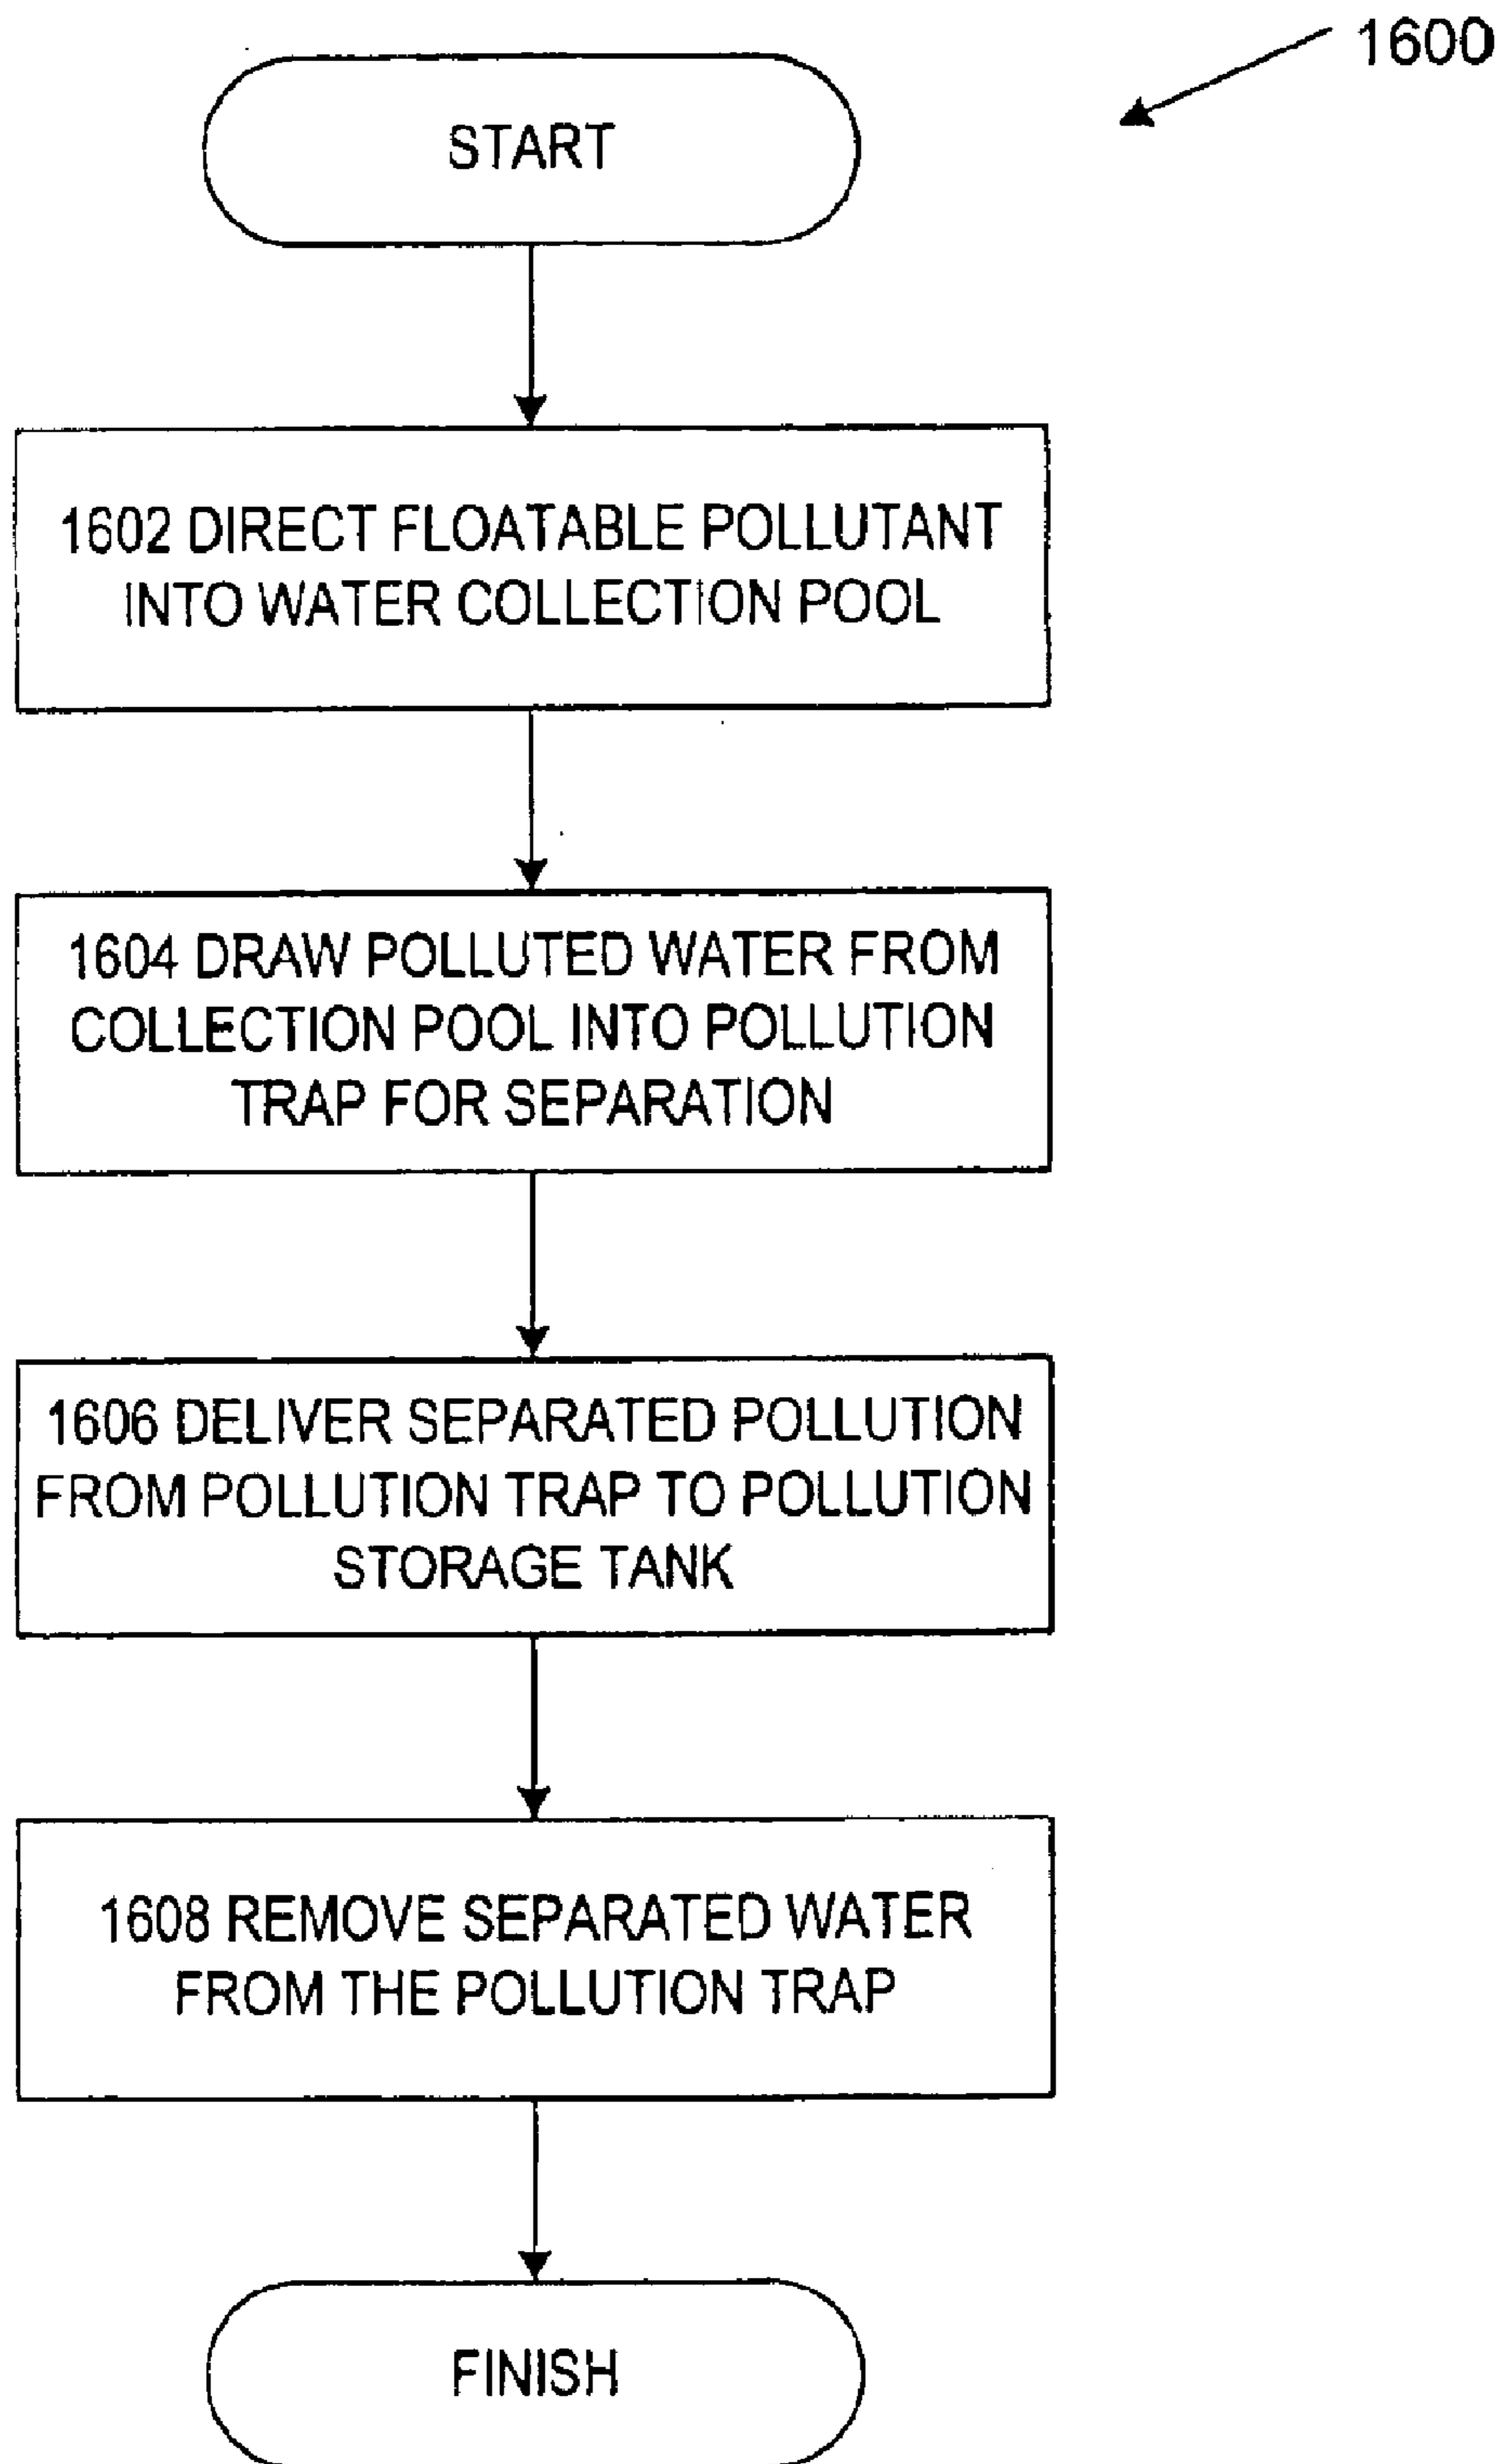 1600
START
1602 DIRECT FLOATABLE POLLUTANT
INTO WATER COLLECTION POOL
1604 DRAW POLLUTED WATER FROM
COLLECTION POOL INTO POLLUTION
TRAP FOR SEPARATION
1606 DELIVER SEPARATED POLLUTION
FROM POLLUTION TRAP TO POLLUTION
STORAGE TANK
1608 REMOVE SEPARATED WATER
FROM THE POLLUTION TRAP
FINISH